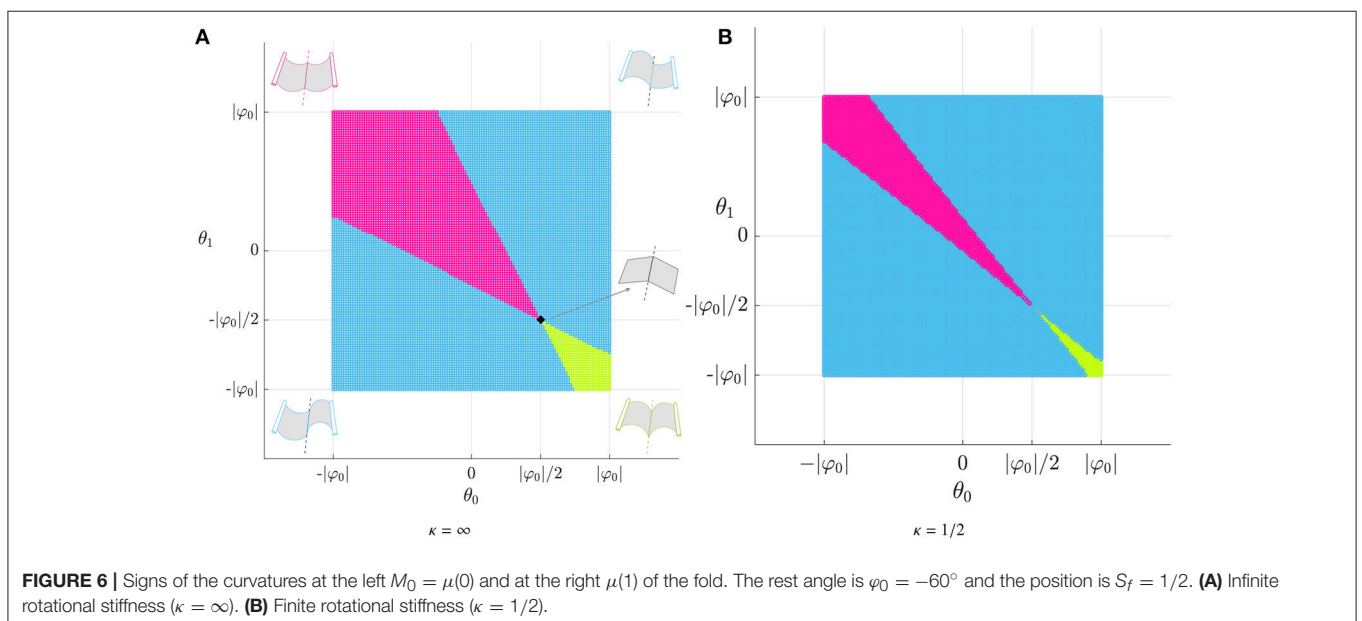 A
|φ₀|
θ₁
0
-|φ₀|/2
-|φ₀|
-|φ₀|
0
|φ₀|/2
|φ₀|
θ₀
κ = ∞
B
|φ₀|
θ₁
0
-|φ₀|/2
-|φ₀|
−|φ₀|
0
|φ₀|/2
|φ₀|
θ₀
κ = 1/2
FIGURE 6 | Signs of the curvatures at the left M₀ = μ(0) and at the right μ(1) of the fold. The rest angle is φ₀ = −60° and the position is S_f = 1/2. (A) Infinite
rotational stiffness (κ = ∞). (B) Finite rotational stiffness (κ = 1/2).